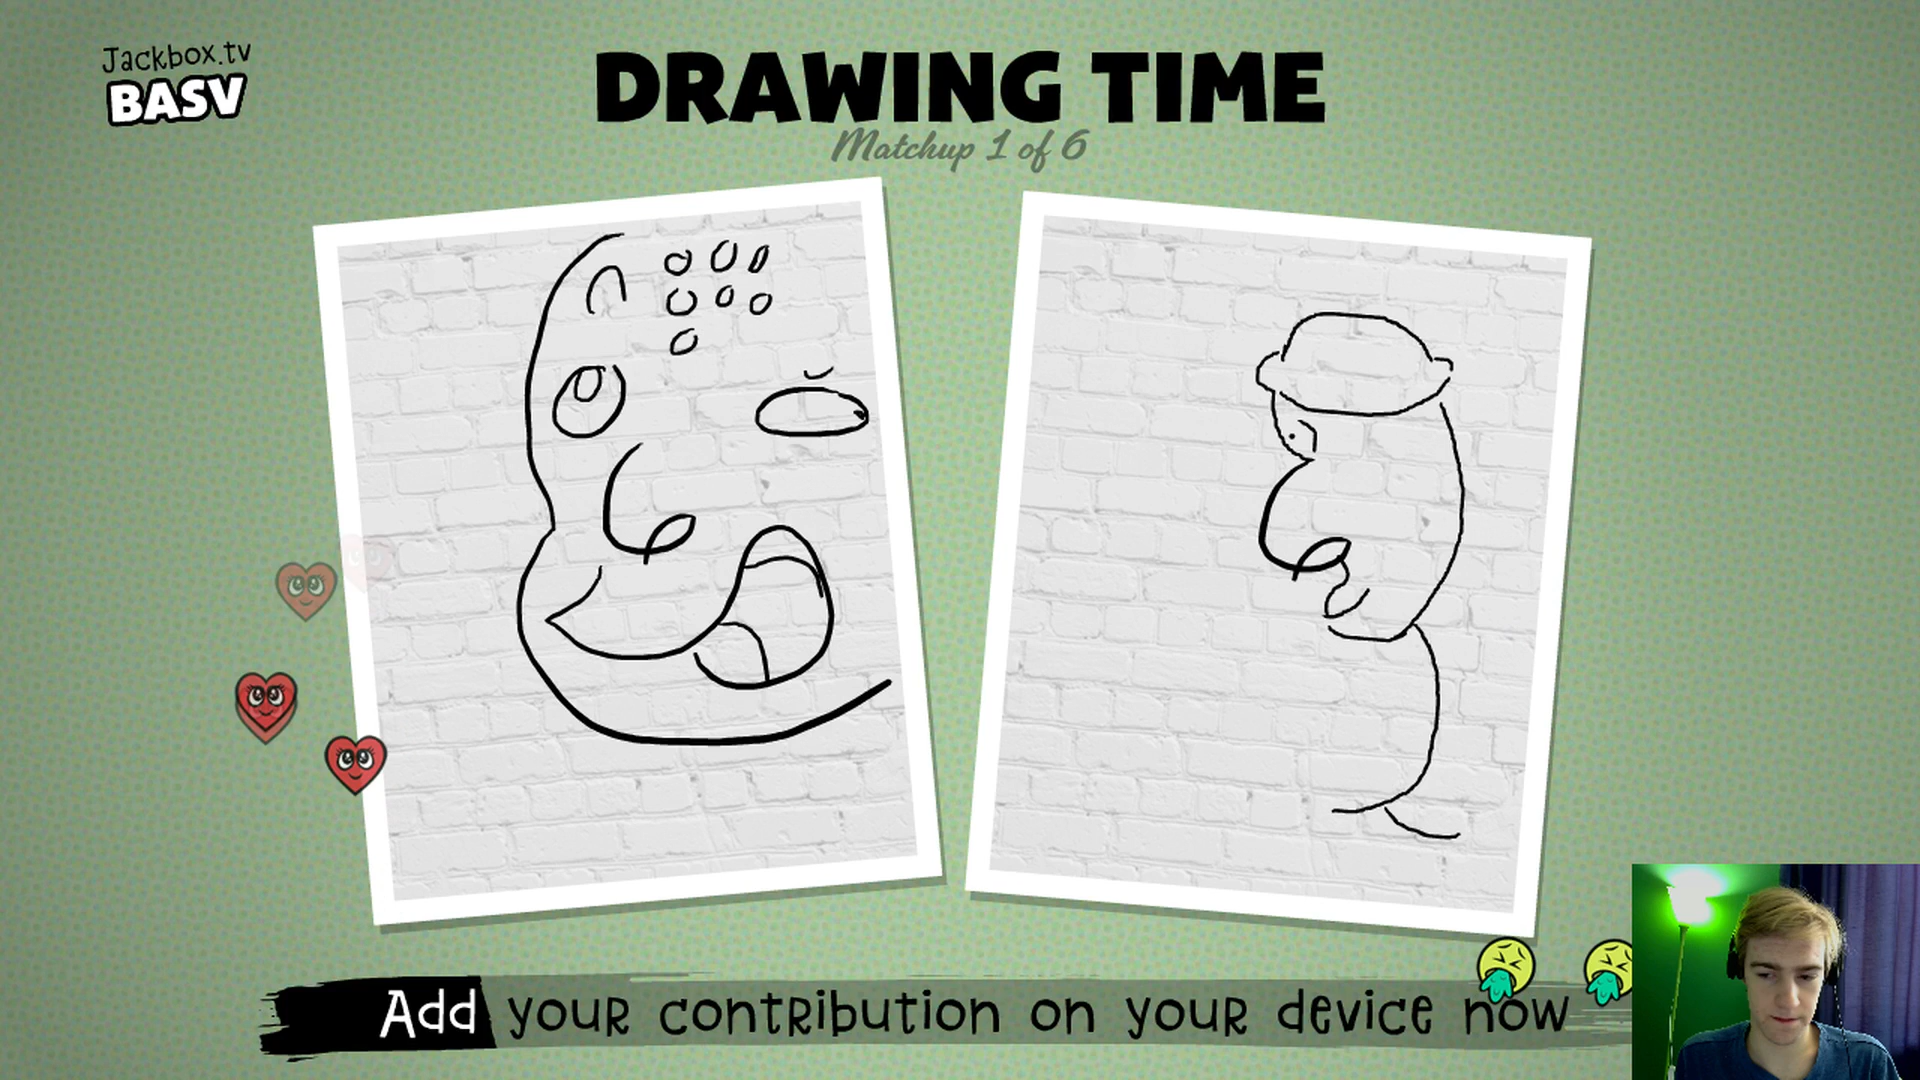 Jackbox.tv
BASV
DRAWING TIME
Matchup 1 of 6
Add your contribution on your device now